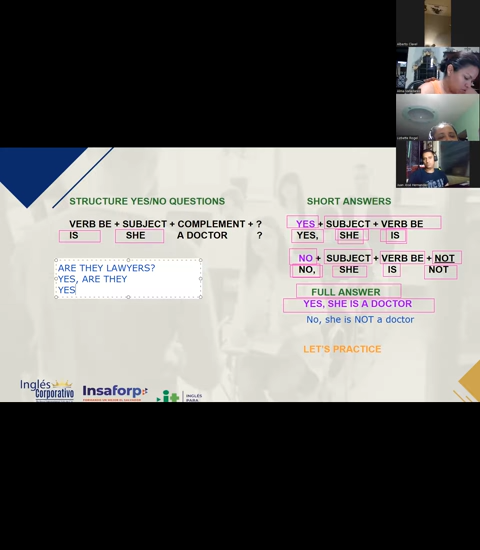 STRUCTURE YES/NO QUESTIONS
VERB BE + SUBJECT + COMPLEMENT + ?
IS SHE A DOCTOR ?
ARE THEY LAWYERS?
YES, ARE THEY
YES
SHORT ANSWERS
YES + SUBJECT + VERB BE
YES, SHE IS
NO + SUBJECT + VERB BE + NOT
NO, SHE IS NOT
FULL ANSWER
YES, SHE IS A DOCTOR
No, she is NOT a doctor
LET'S PRACTICE
Inglés
Corporativo
Insaforp
INGLÉS
PARA